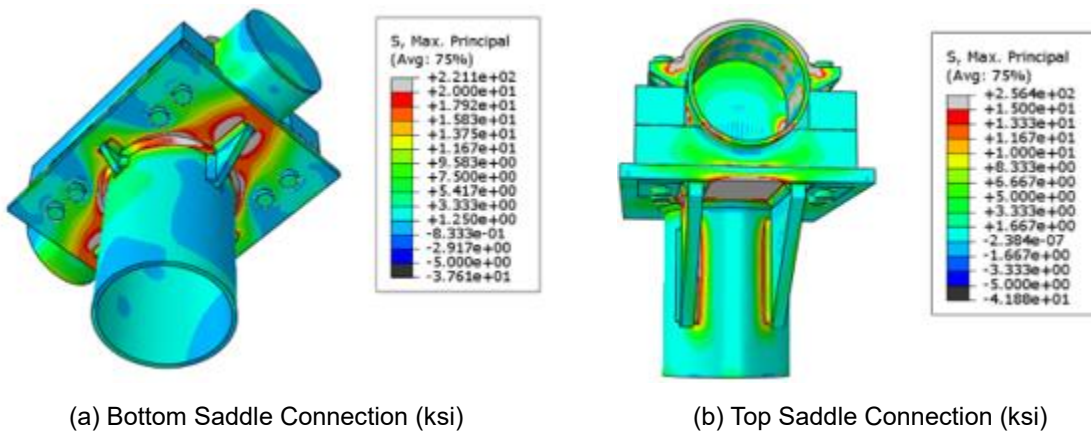 S, Max. Principal
(Avg: 75%)
+2.211e+02
+2.000e+01
+1.792e+01
+1.583e+01
+1.375e+01
+1.167e+01
+9.583e+00
+7.500e+00
+5.417e+00
+3.333e+00
+1.250e+00
-8.333e-01
-2.917e+00
-5.000e+00
-3.761e+01
S, Max. Principal
(Avg: 75%)
+2.564e+02
+1.500e+01
+1.333e+01
+1.167e+01
+1.000e+01
+8.333e+00
+6.667e+00
+5.000e+00
+3.333e+00
+1.667e+00
-2.384e-07
-1.667e+00
-3.333e+00
-5.000e+00
-4.188e+01
(a) Bottom Saddle Connection (ksi)
(b) Top Saddle Connection (ksi)